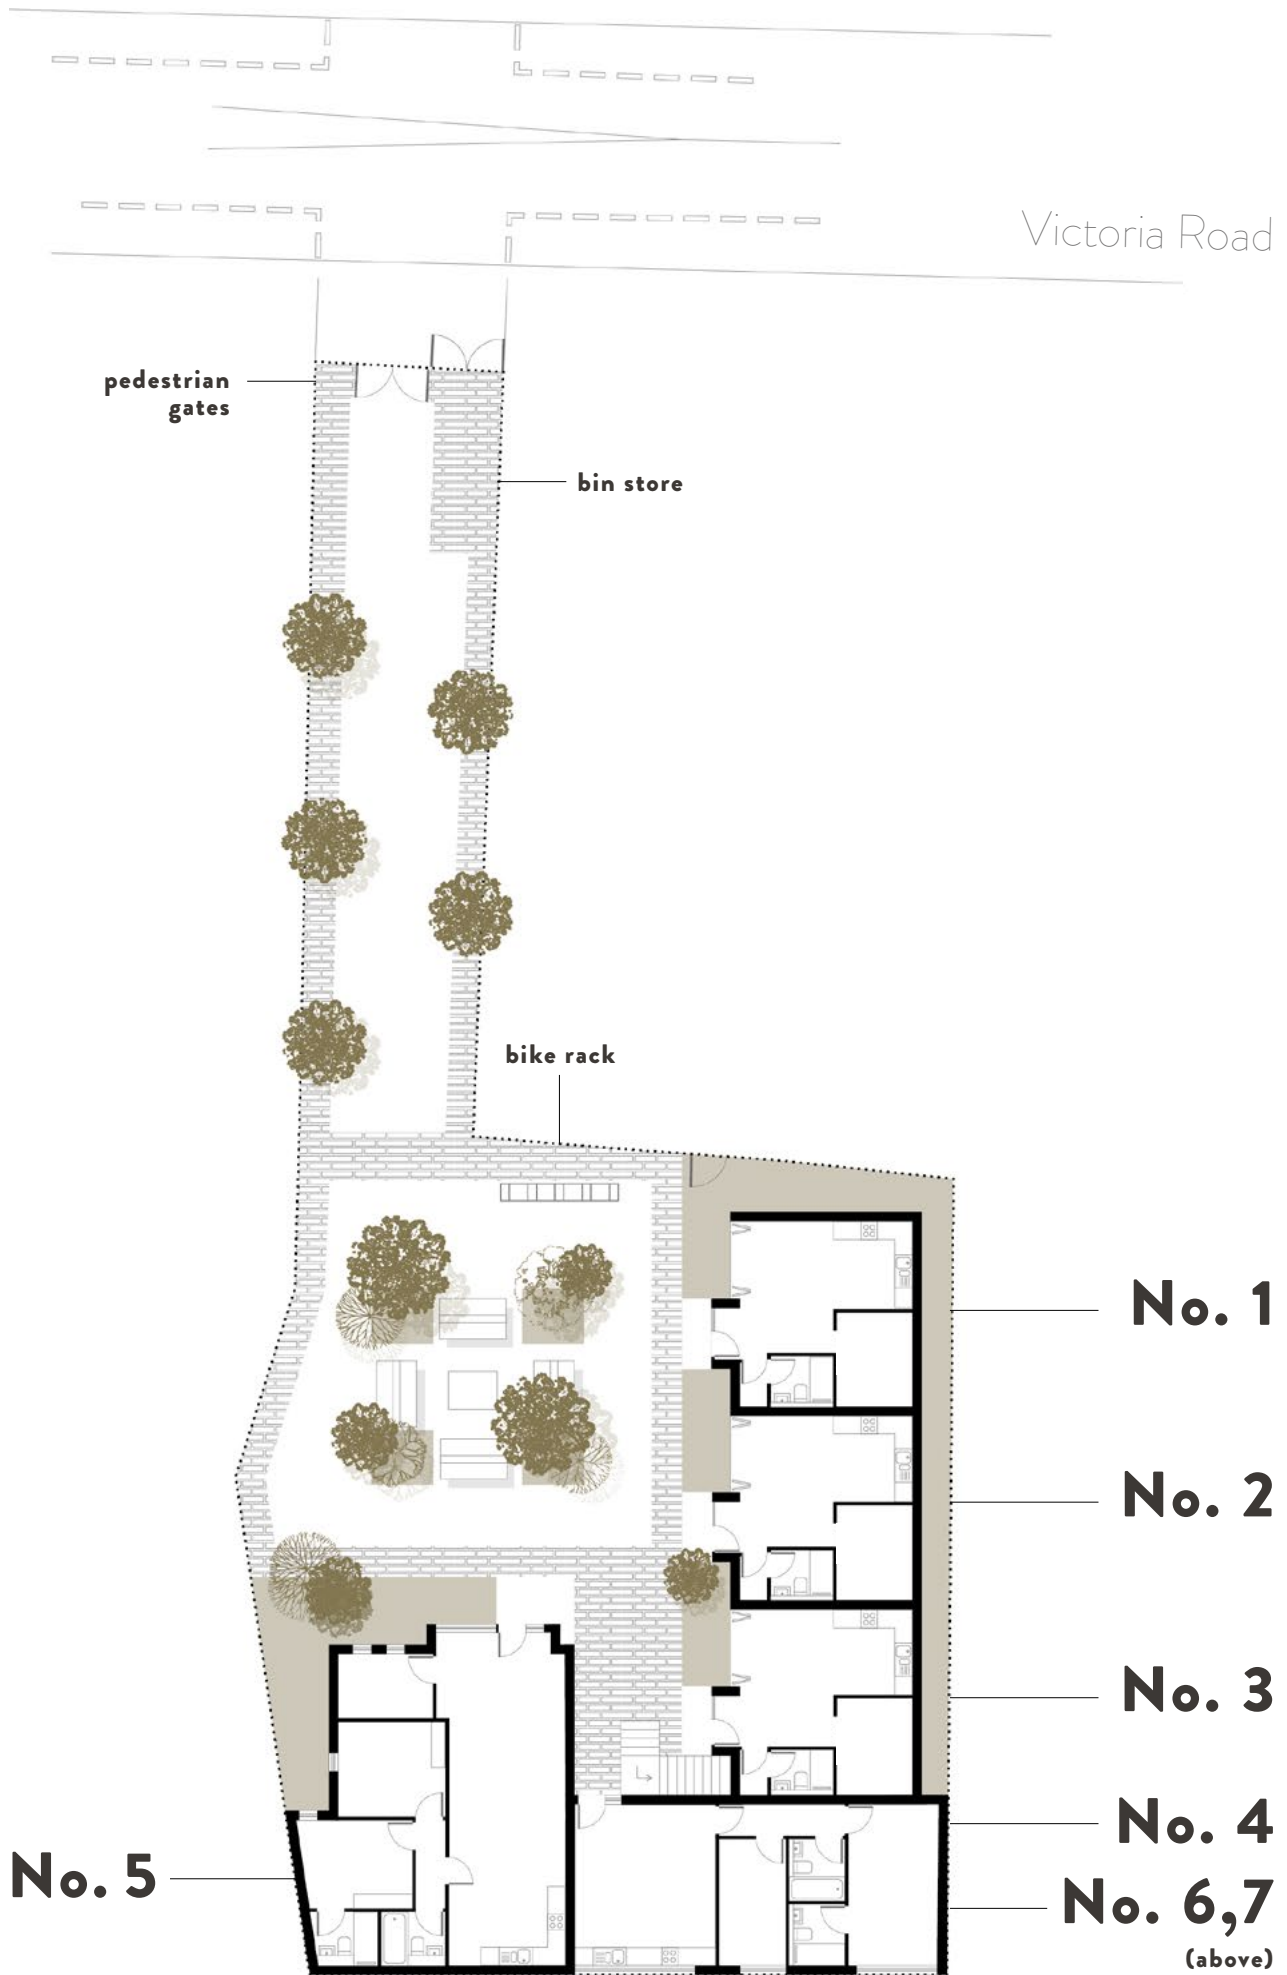 Victoria Road
pedestrian
gates
bin store
bike rack
No. 1
No. 2
No. 3
No. 4
No. 5
No. 6,7
(above)